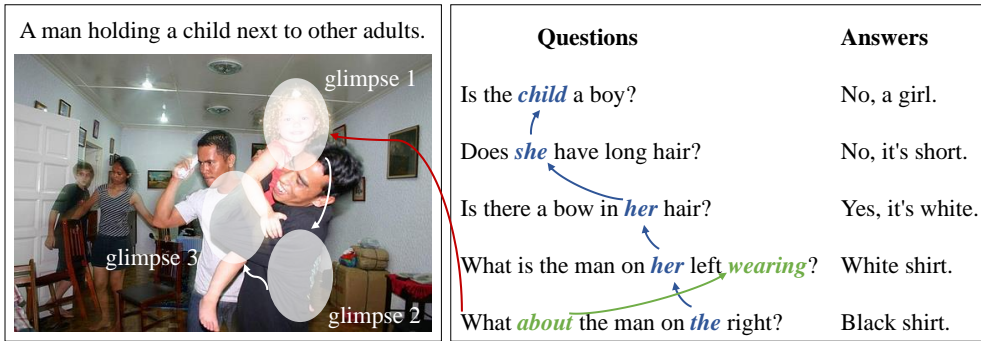 A man holding a child next to other adults.
glimpse 1
glimpse 3
glimpse 2
Questions Answers
Is the child a boy? No, a girl.
Does she have long hair? No, it's short.
Is there a bow in her hair? Yes, it's white.
What is the man on her left wearing? White shirt.
What about the man on the right? Black shirt.